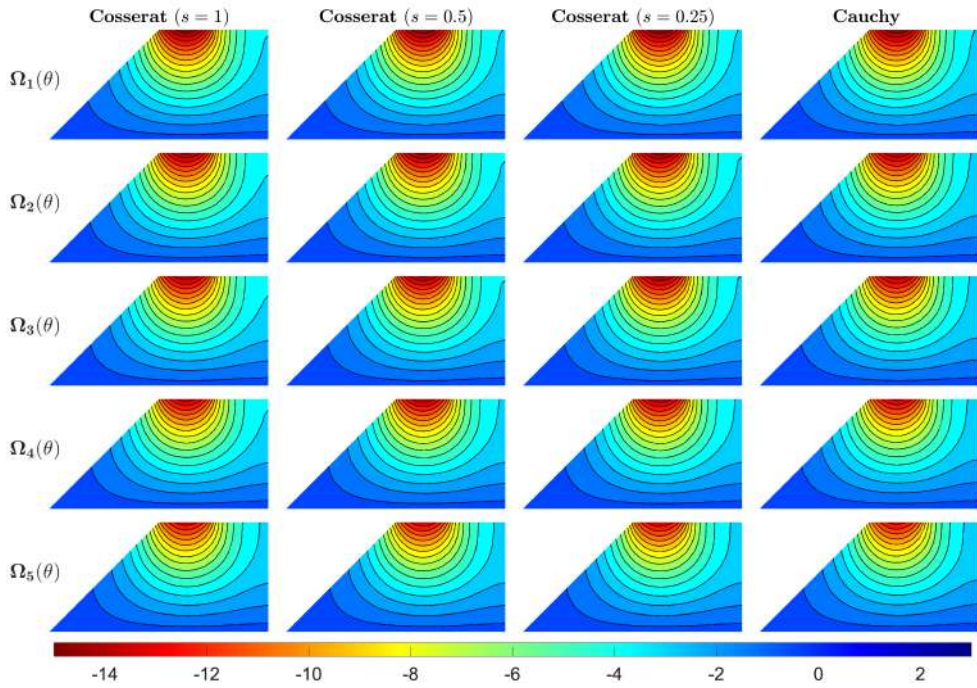 Cosserat (s = 1) Cosserat (s = 0.5) Cosserat (s = 0.25) Cauchy
Ω₁(θ)
Ω₂(θ)
Ω₃(θ)
Ω₄(θ)
Ω₅(θ)
-14 -12 -10 -8 -6 -4 -2 0 2